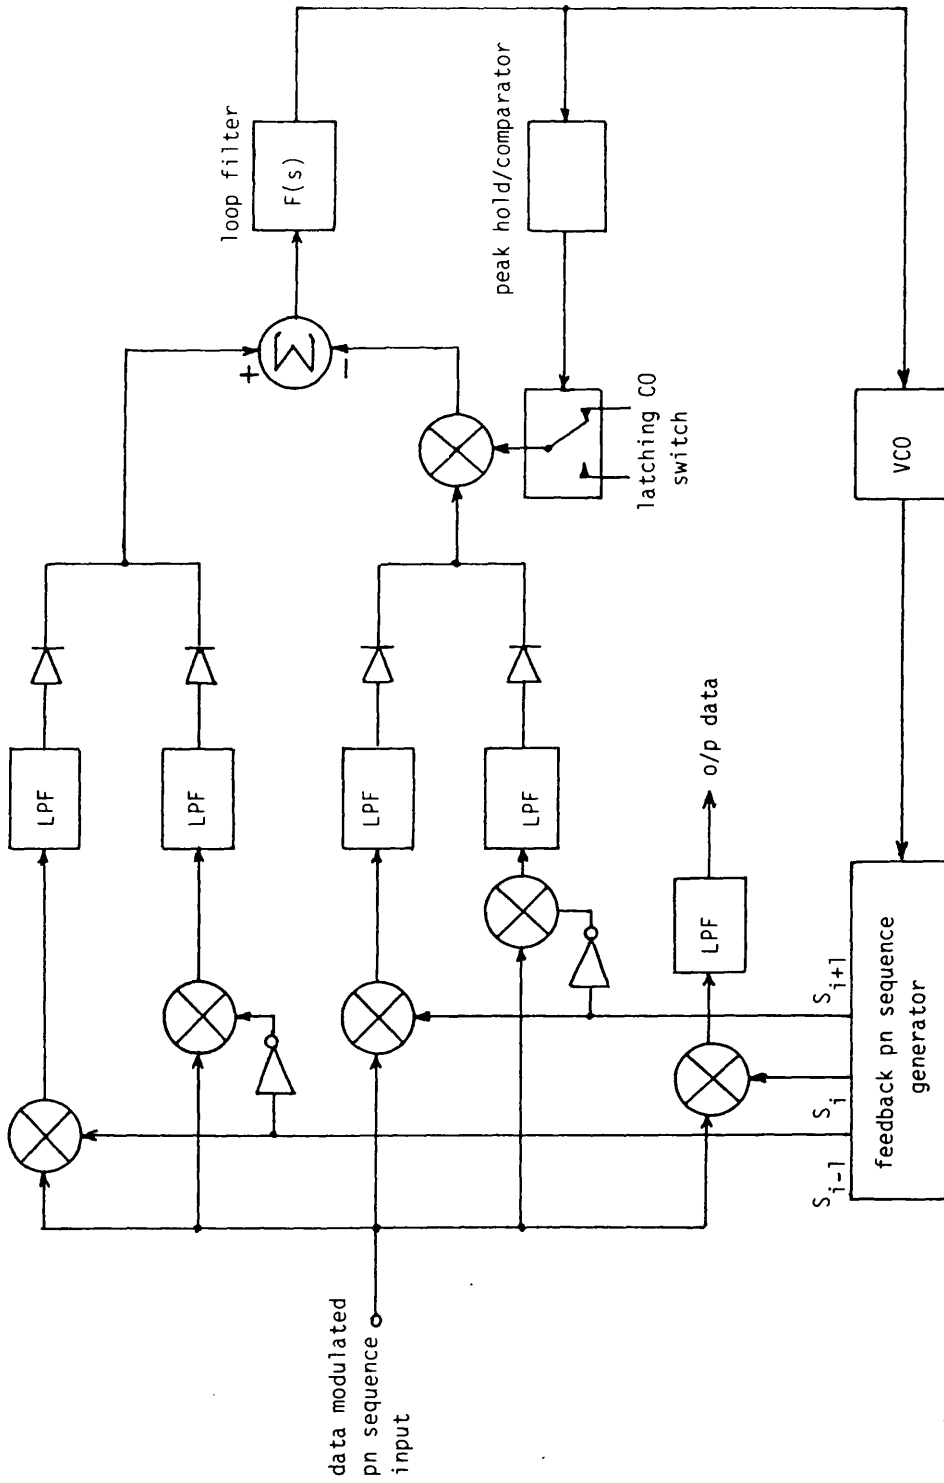 data modulated
pn sequence
input
LPF
LPF
LPF
LPF
LPF
o/p data
+
−
Σ
loop filter
F(s)
peak hold/comparator
latching CO
switch
VCO
S_{i-1}
S_i
S_{i+1}
feedback pn sequence
generator